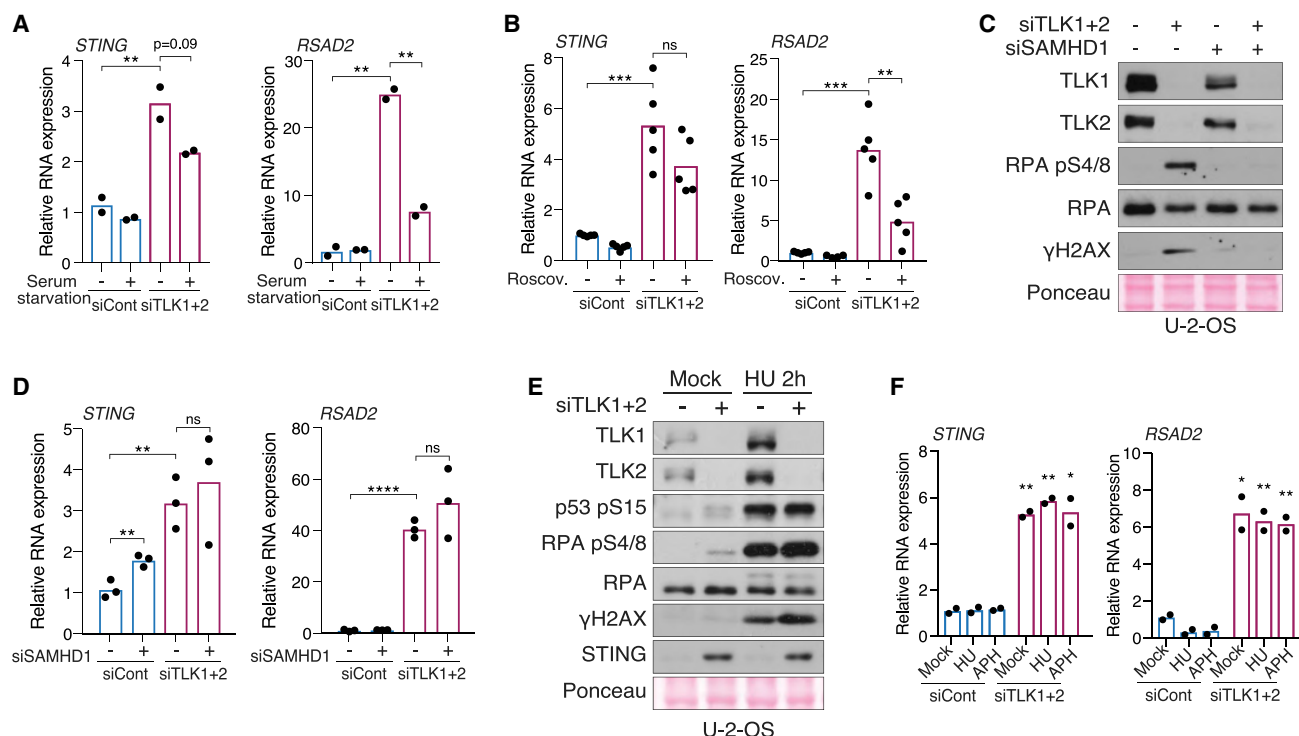 A
STING
p=0.09
**
Relative RNA expression
4
3
2
1
0
Serum starvation
- + - +
siCont siTLK1+2
RSAD2
**
**
Relative RNA expression
30
20
10
0
Serum starvation
- + - +
siCont siTLK1+2
B
STING
ns
***
Relative RNA expression
8
6
4
2
0
Roscov.
- + - +
siCont siTLK1+2
RSAD2
**
***
Relative RNA expression
25
20
15
10
5
0
Roscov.
- + - +
siCont siTLK1+2
C
siTLK1+2 - + - +
siSAMHD1 - - + +
TLK1
TLK2
RPA pS4/8
RPA
γH2AX
Ponceau
U-2-OS
D
STING
ns
**
**
Relative RNA expression
5
4
3
2
1
0
siSAMHD1 - + - +
siCont siTLK1+2
RSAD2
ns
****
Relative RNA expression
80
60
40
20
0
- + - +
siCont siTLK1+2
E
Mock HU 2h
siTLK1+2 - + - +
TLK1
TLK2
p53 pS15
RPA pS4/8
RPA
γH2AX
STING
Ponceau
U-2-OS
F
STING
** ** *
Relative RNA expression
8
6
4
2
0
Mock HU APH Mock HU APH
siCont siTLK1+2
RSAD2
* ** **
Relative RNA expression
10
8
6
4
2
0
Mock HU APH Mock HU APH
siCont siTLK1+2